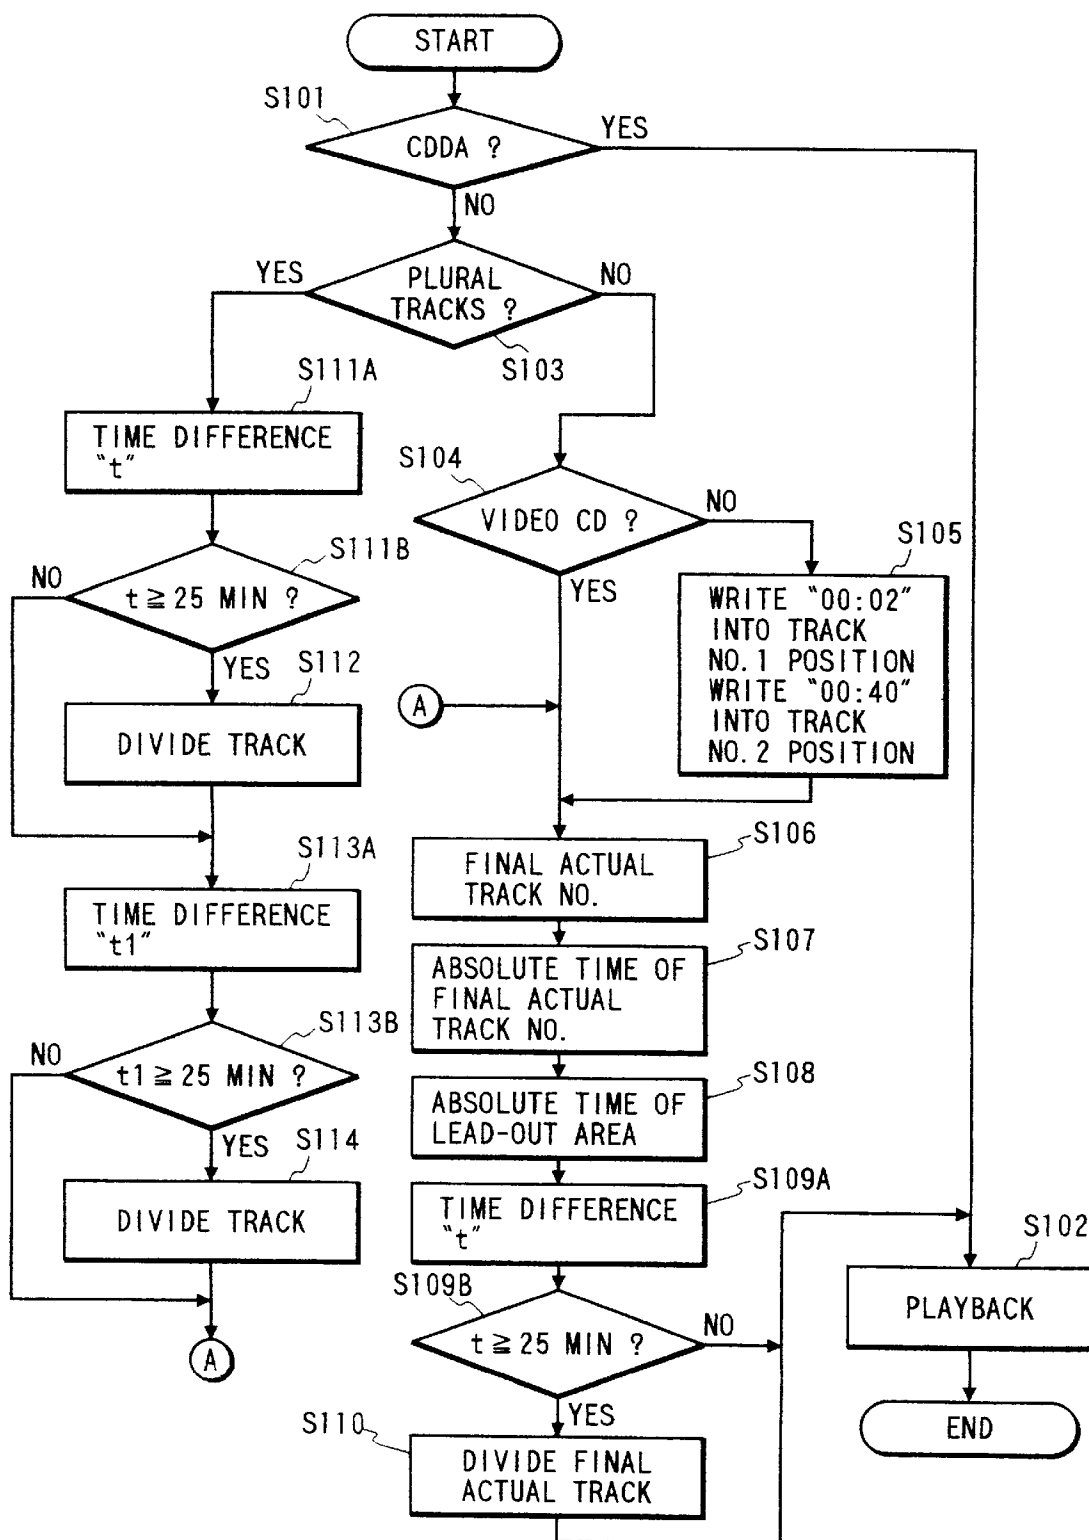 START
S101
CDDA ?
YES
NO
YES
PLURAL
TRACKS ?
NO
S103
S111A
TIME DIFFERENCE
"t"
S104
VIDEO CD ?
NO
YES
S105
WRITE "00:02"
INTO TRACK
NO.1 POSITION
WRITE "00:40"
INTO TRACK
NO.2 POSITION
S111B
NO
t ≧ 25 MIN ?
YES
S112
DIVIDE TRACK
A
S113A
TIME DIFFERENCE
"t1"
S106
FINAL ACTUAL
TRACK NO.
S107
ABSOLUTE TIME OF
FINAL ACTUAL
TRACK NO.
S113B
NO
t1 ≧ 25 MIN ?
YES
S108
ABSOLUTE TIME OF
LEAD-OUT AREA
S114
DIVIDE TRACK
A
S109A
TIME DIFFERENCE
"t"
S109B
t ≧ 25 MIN ?
NO
YES
S110
DIVIDE FINAL
ACTUAL TRACK
S102
PLAYBACK
END